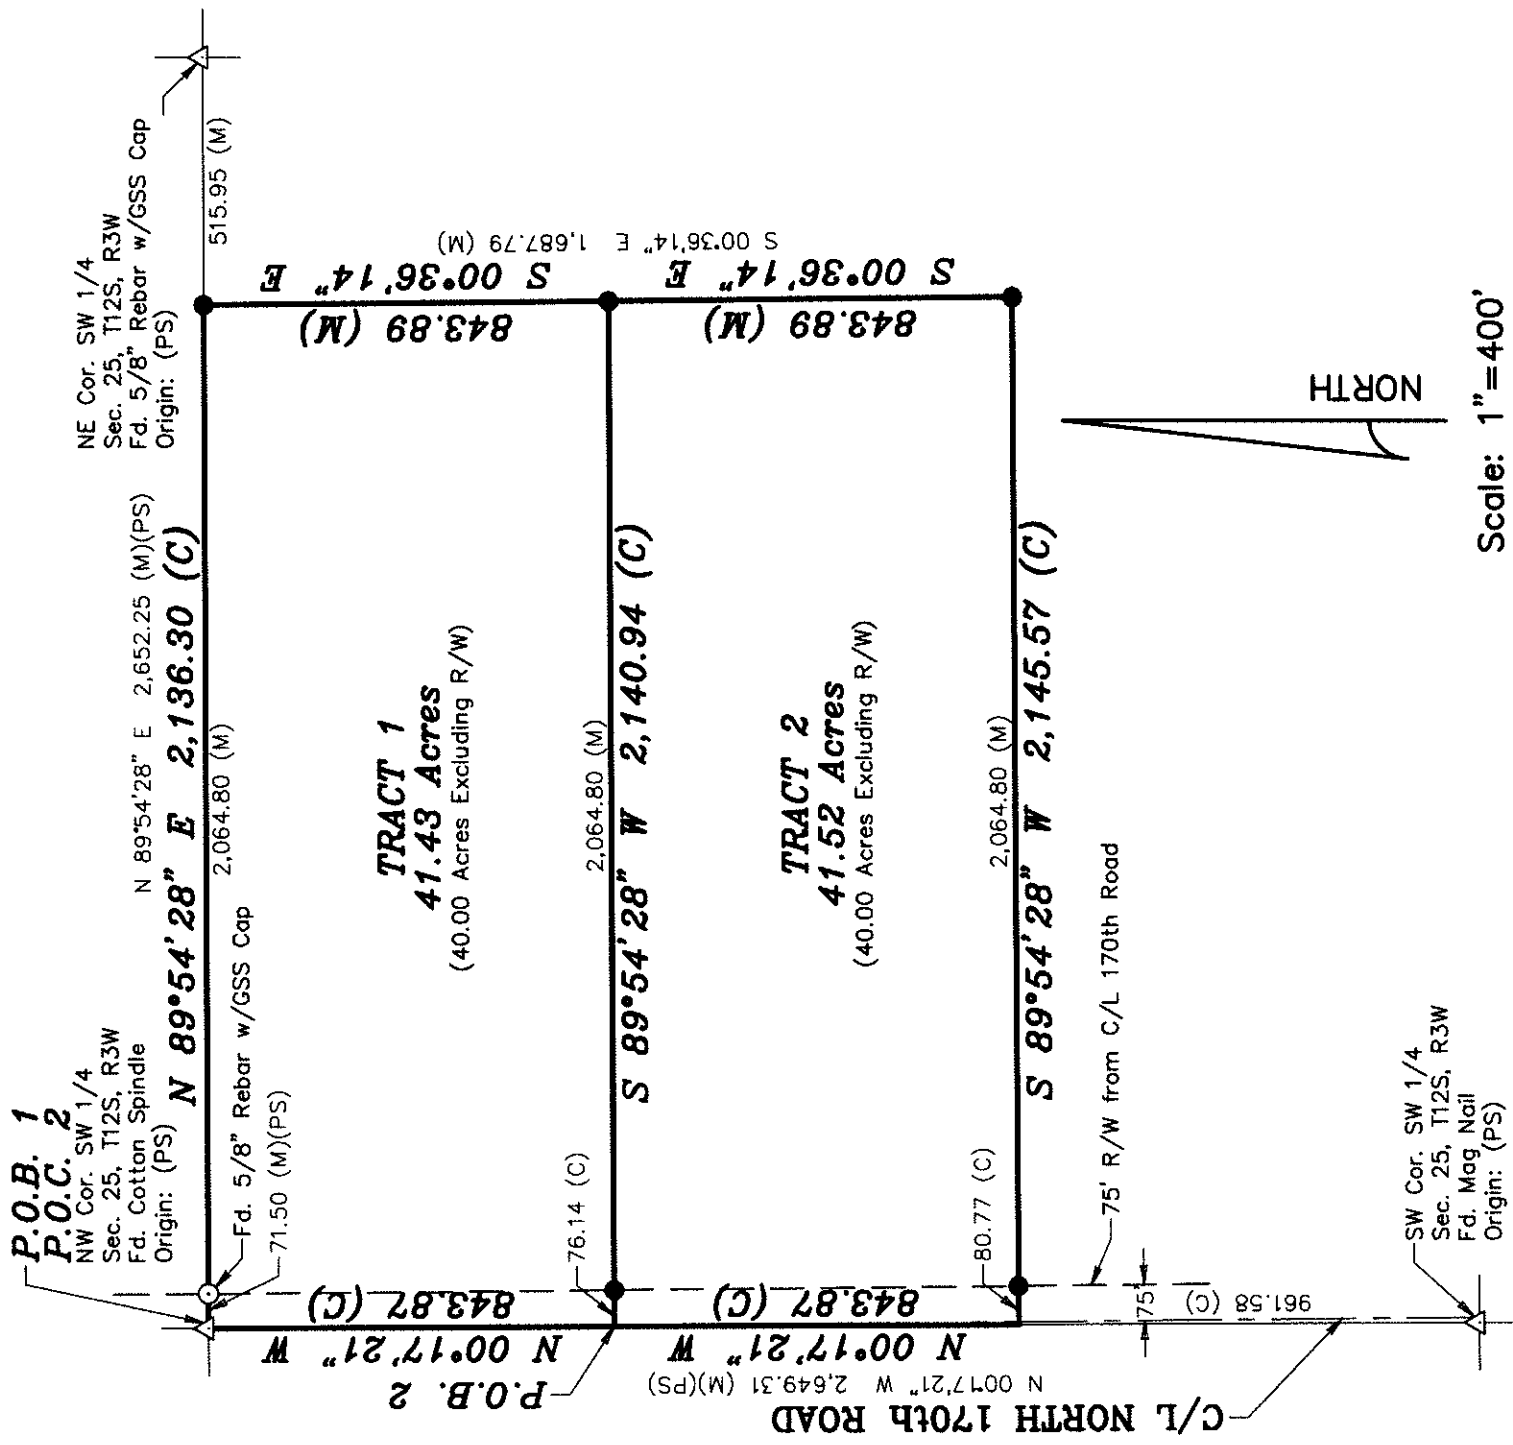 P.O.B. 1
P.O.C. 2
NW Cor. SW 1/4
Sec. 25, T12S, R3W
Fd. Cotton Spindle
Origin: (PS)
NE Cor. SW 1/4
Sec. 25, T12S, R3W
Fd. 5/8" Rebar w/GSS Cap
Origin: (PS)
515.95 (M)
N 89°54'28" E 2,652.25 (M)(PS)
N 89°54'28" E 2,136.30 (C)
2,064.80 (M)
Fd. 5/8" Rebar w/GSS Cap
71.50 (M)(PS)
TRACT 1
41.43 Acres
(40.00 Acres Excluding R/W)
S 00°36'14" E
843.89 (M)
S 00°36'14" E 1,687.79 (M)
N 00°17'21" W
843.87 (C)
76.14 (C)
2,064.80 (M)
S 89°54'28" W 2,140.94 (C)
P.O.B. 2
TRACT 2
41.52 Acres
(40.00 Acres Excluding R/W)
S 00°36'14" E
843.89 (M)
N 00°17'21" W
843.87 (C)
N 00°17'21" W 2,649.31 (M)(PS)
80.77 (C)
2,064.80 (M)
S 89°54'28" W 2,145.57 (C)
75' R/W from C/L 170th Road
75'
961.58 (C)
C/L NORTH 170th ROAD
SW Cor. SW 1/4
Sec. 25, T12S, R3W
Fd. Mag Nail
Origin: (PS)
NORTH
Scale: 1"=400'